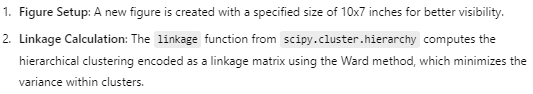 1. Figure Setup: A new figure is created with a specified size of 10x7 inches for better visibility.
2. Linkage Calculation: The linkage function from scipy.cluster.hierarchy computes the
hierarchical clustering encoded as a linkage matrix using the Ward method, which minimizes the
variance within clusters.